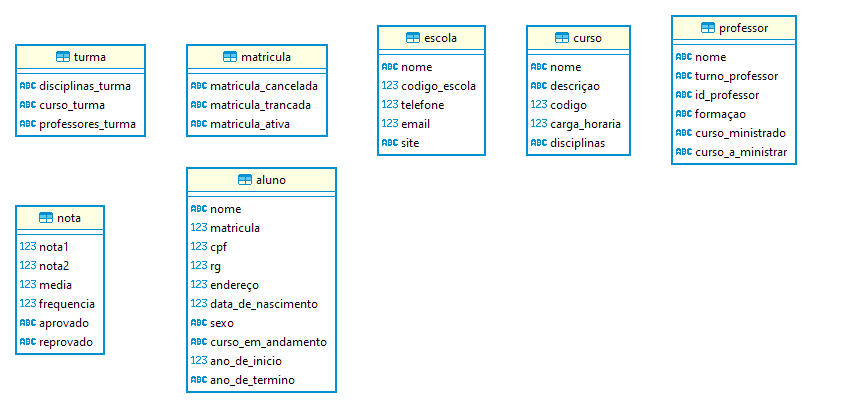 turma
ABC disciplinas_turma
ABC curso_turma
ABC professores_turma
matricula
ABC matricula_cancelada
ABC matricula_trancada
ABC matricula_ativa
escola
ABC nome
123 codigo_escola
123 telefone
123 email
ABC site
curso
ABC nome
ABC descriçao
123 codigo
123 carga_horaria
ABC disciplinas
professor
ABC nome
ABC turno_professor
ABC id_professor
ABC formaçao
ABC curso_ministrado
ABC curso_a_ministrar
nota
123 nota1
123 nota2
123 media
123 frequencia
ABC aprovado
ABC reprovado
aluno
ABC nome
123 matricula
123 cpf
123 rg
123 endereço
123 data_de_nascimento
ABC sexo
ABC curso_em_andamento
123 ano_de_inicio
ABC ano_de_termino